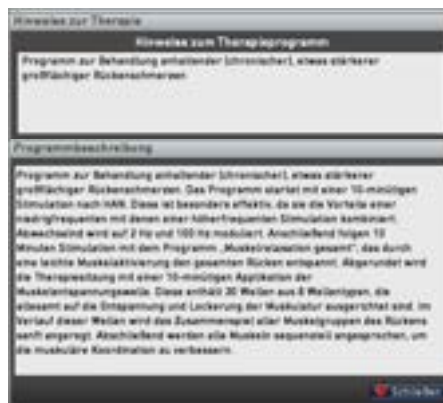 Hinweise zur Therapie
Hinweise zum Therapieprogramm
Programm zur Behandlung anhaltender (chronischer), etwas stärkerer
großflächiger Rückenschmerzen
Programmbeschreibung
Programm zur Behandlung anhaltender (chronischer), etwas stärkerer
großflächiger Rückenschmerzen. Das Programm startet mit einer 10-minütigen
Stimulation nach HAN. Diese ist besonders effektiv, da sie die Vorteile einer
niedrigfrequenten mit denen einer höherfrequenten Stimulation kombiniert.
Abwechselnd wird auf 2 Hz und 100 Hz moduliert. Anschließend folgen 10
Minuten Stimulation mit dem Programm „Muskelrelaxation gesamt“, das durch
eine leichte Muskelaktivierung den gesamten Rücken entspannt. Abgerundet wird
die Therapiesitzung mit einer 10-minütigen Applikation der
Muskelentspannungswelle. Diese enthält 30 Wellen aus 8 Wellentypen, die
allesamt auf die Entspannung und Lockerung der Muskulatur ausgerichtet sind. Im
Verlauf dieser Wellen wird das Zusammenspiel aller Muskelgruppen des Rückens
sanft angeregt. Abschließend werden alle Muskeln sequenziell angesprochen, um
die muskuläre Koordination zu verbessern.
Schließen